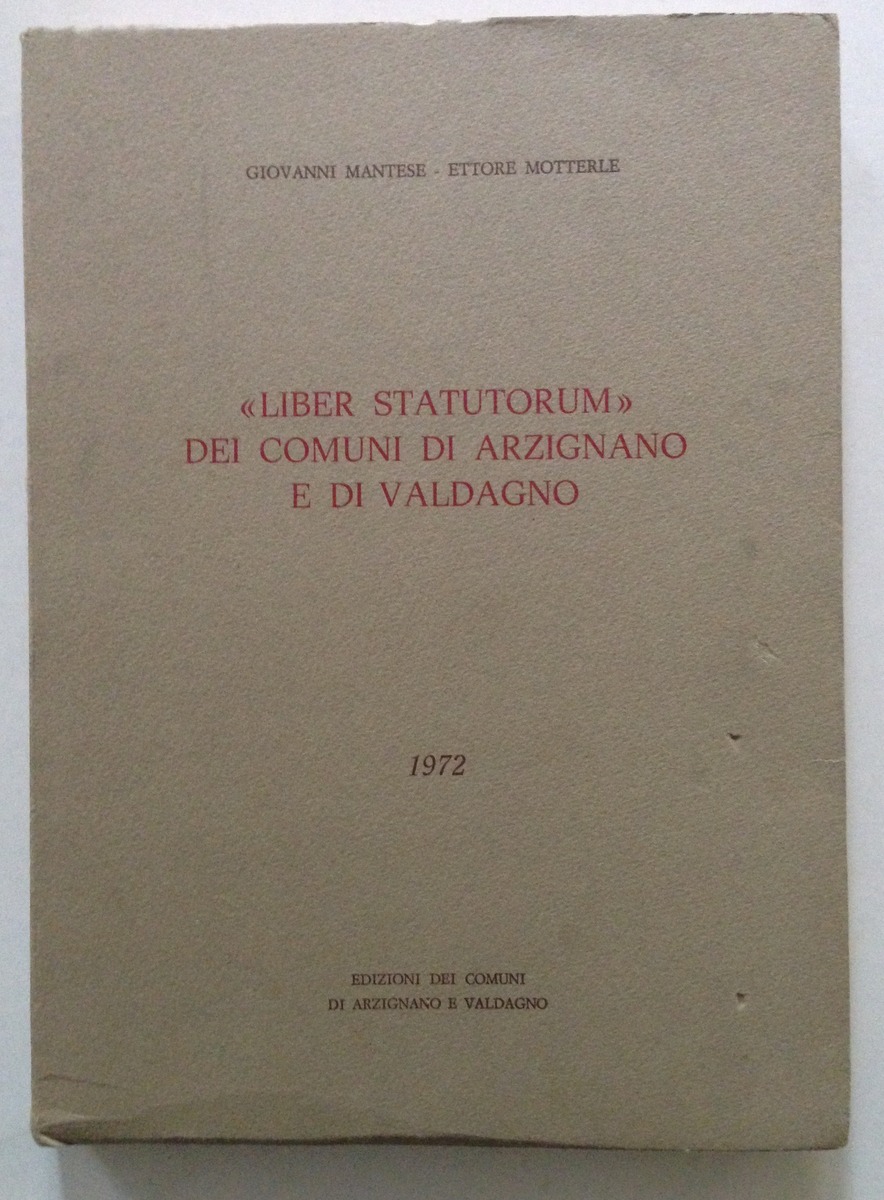 GIOVANNI MANTESE - ETTORE MOTTERLE
«LIBER STATUTORUM»
DEI COMUNI DI ARZIGNANO
E DI VALDAGNO
1972
EDIZIONI DEI COMUNI
DI ARZIGNANO E VALDAGNO